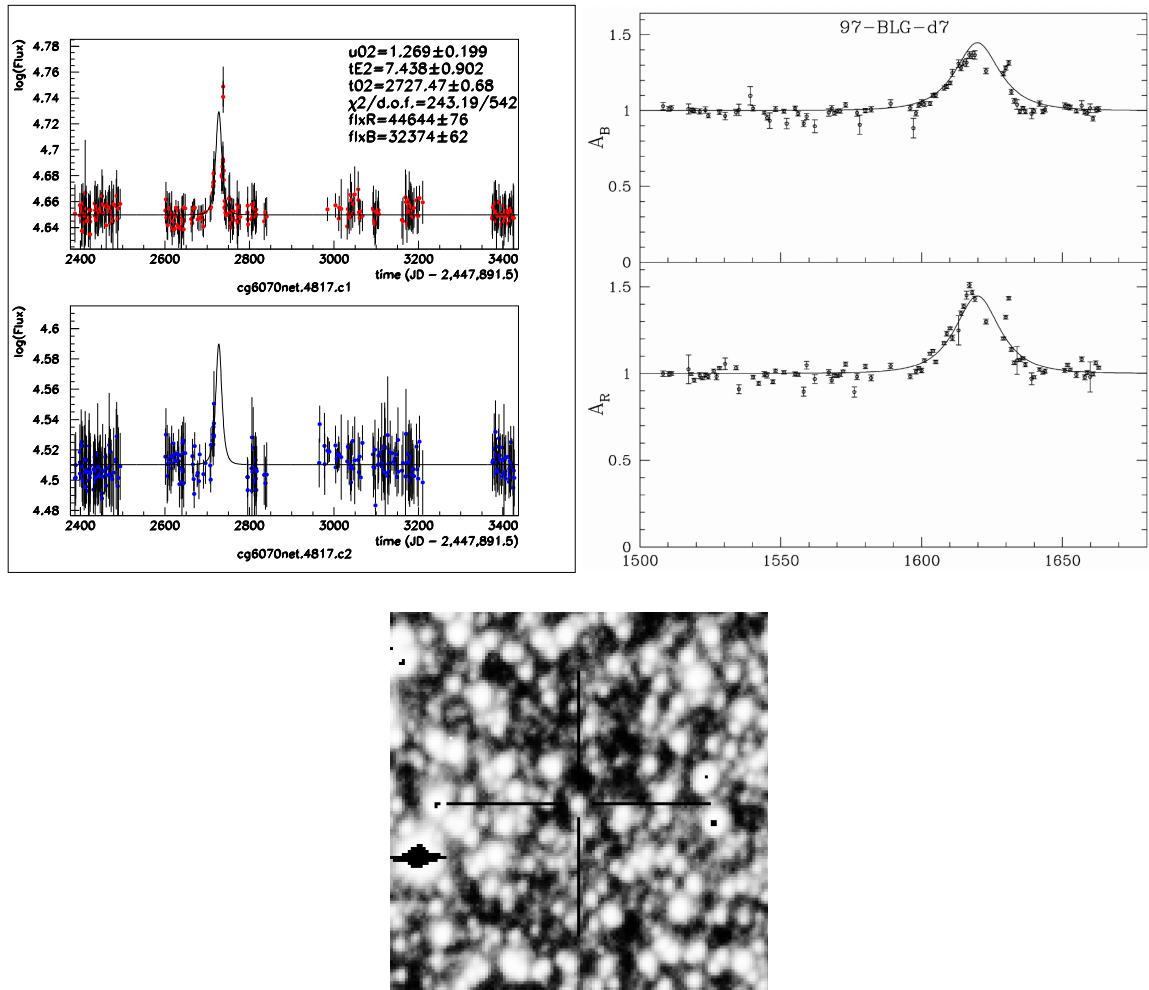 log(Flux)
4.78
4.76
4.74
4.72
4.7
4.68
4.66
4.64
u02=1.269±0.199
tE2=7.438±0.902
t02=2727.47±0.68
χ2/d.o.f.=243.19/542
flxR=44644±76
flxB=32374±62
2400 2600 2800 3000 3200 3400
time (JD - 2,447,891.5)
cg6070net.4817.c1
log(Flux)
4.6
4.58
4.56
4.54
4.52
4.5
4.48
2400 2600 2800 3000 3200 3400
time (JD - 2,447,891.5)
cg6070net.4817.c2
97-BLG-d7
1.5
1
0.5
0
A_B
1.5
1
0.5
0
A_R
1500 1550 1600 1650